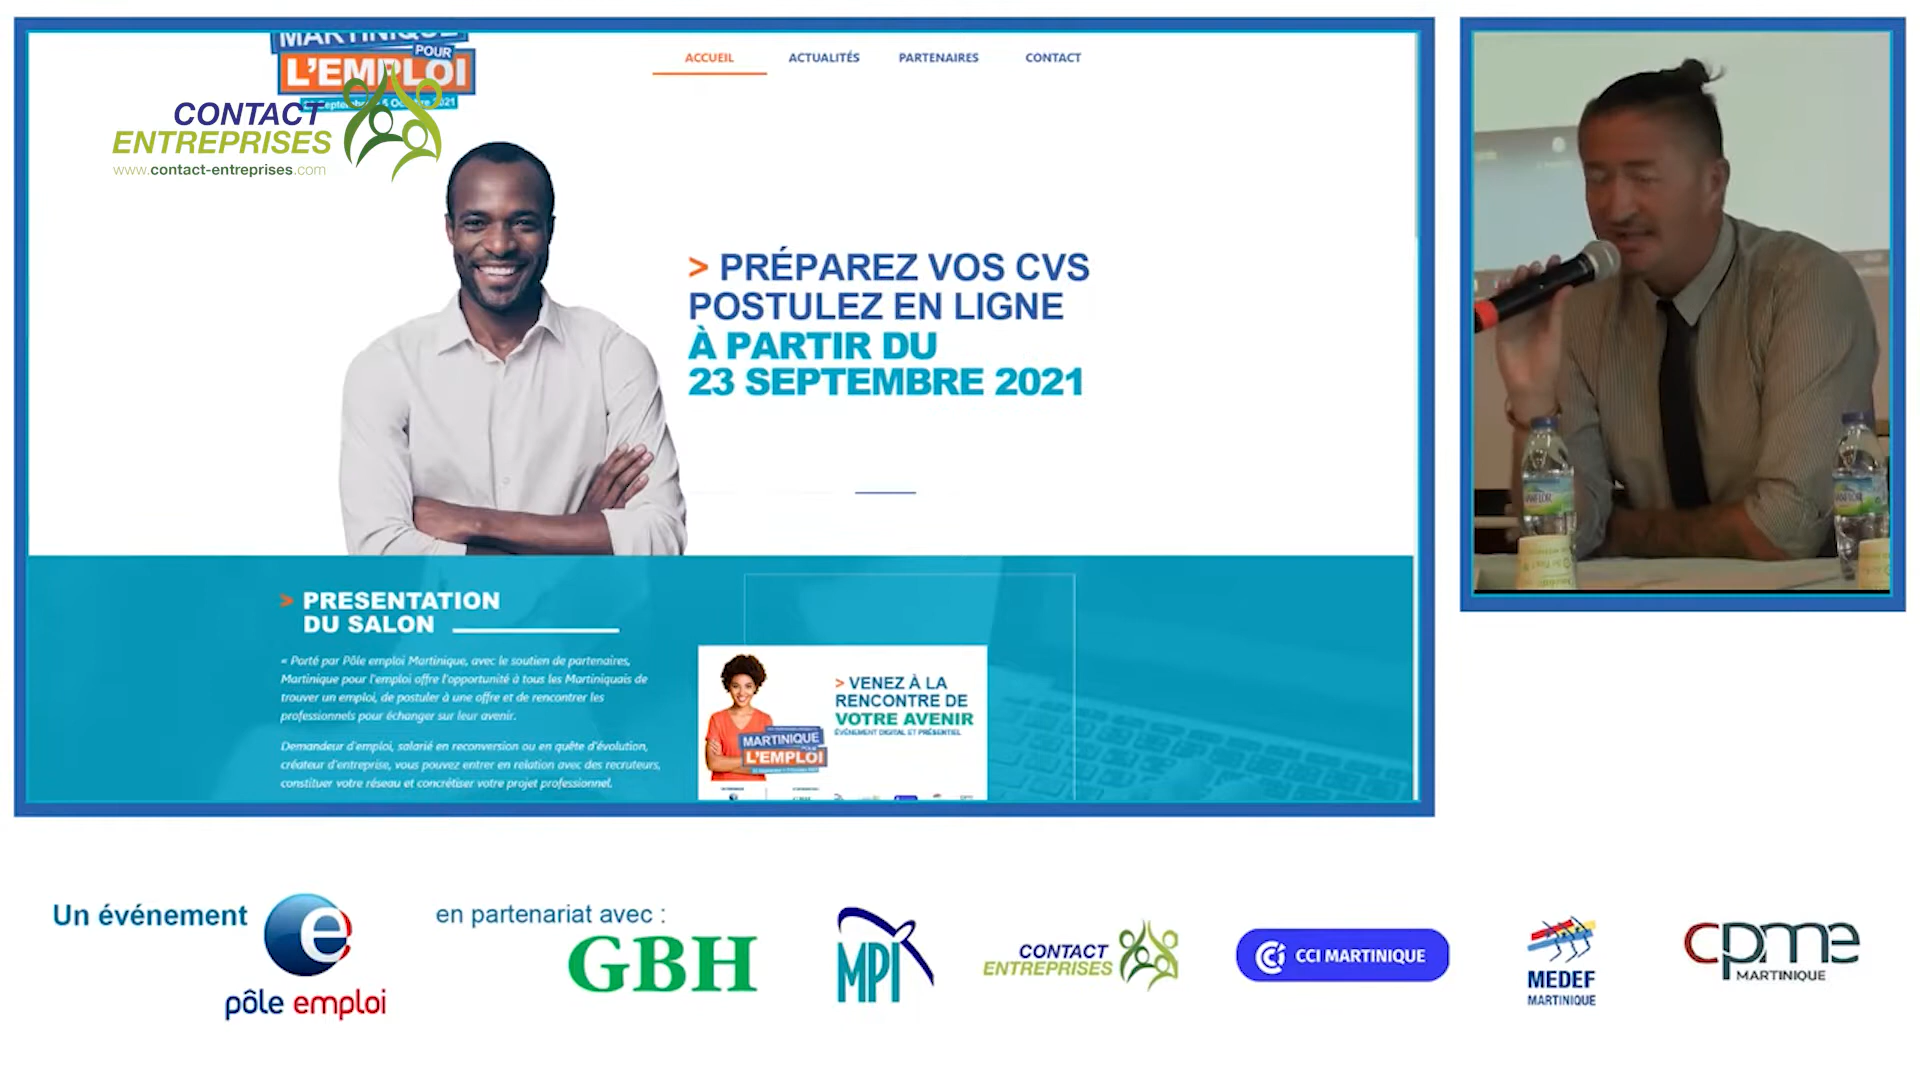 MARTINIQUE
POUR
L'EMPLOI
CONTACT
ENTREPRISES
www.contact-entreprises.com
ACCUEIL
ACTUALITÉS
PARTENAIRES
CONTACT
> PRÉPAREZ VOS CVS
POSTULEZ EN LIGNE
À PARTIR DU
23 SEPTEMBRE 2021
> PRESENTATION
DU SALON
« Porté par Pôle emploi Martinique, avec le soutien de partenaires,
Martinique pour l'emploi offre l'opportunité à tous les Martiniquais de
trouver un emploi, de postuler à une offre et de rencontrer les
professionnels pour échanger sur leur avenir.
Demandeur d'emploi, salarié en reconversion ou en quête d'évolution,
créateur d'entreprise, vous pouvez entrer en relation avec des recruteurs,
constituer votre réseau et concrétiser votre projet professionnel.
> VENEZ À LA
RENCONTRE DE
VOTRE AVENIR
ÉVÉNEMENT DIGITAL ET PRÉSENTIEL
MARTINIQUE
POUR
L'EMPLOI
Un événement
pôle emploi
en partenariat avec :
GBH
MPI
CONTACT
ENTREPRISES
CCI MARTINIQUE
MEDEF
MARTINIQUE
cpme
MARTINIQUE